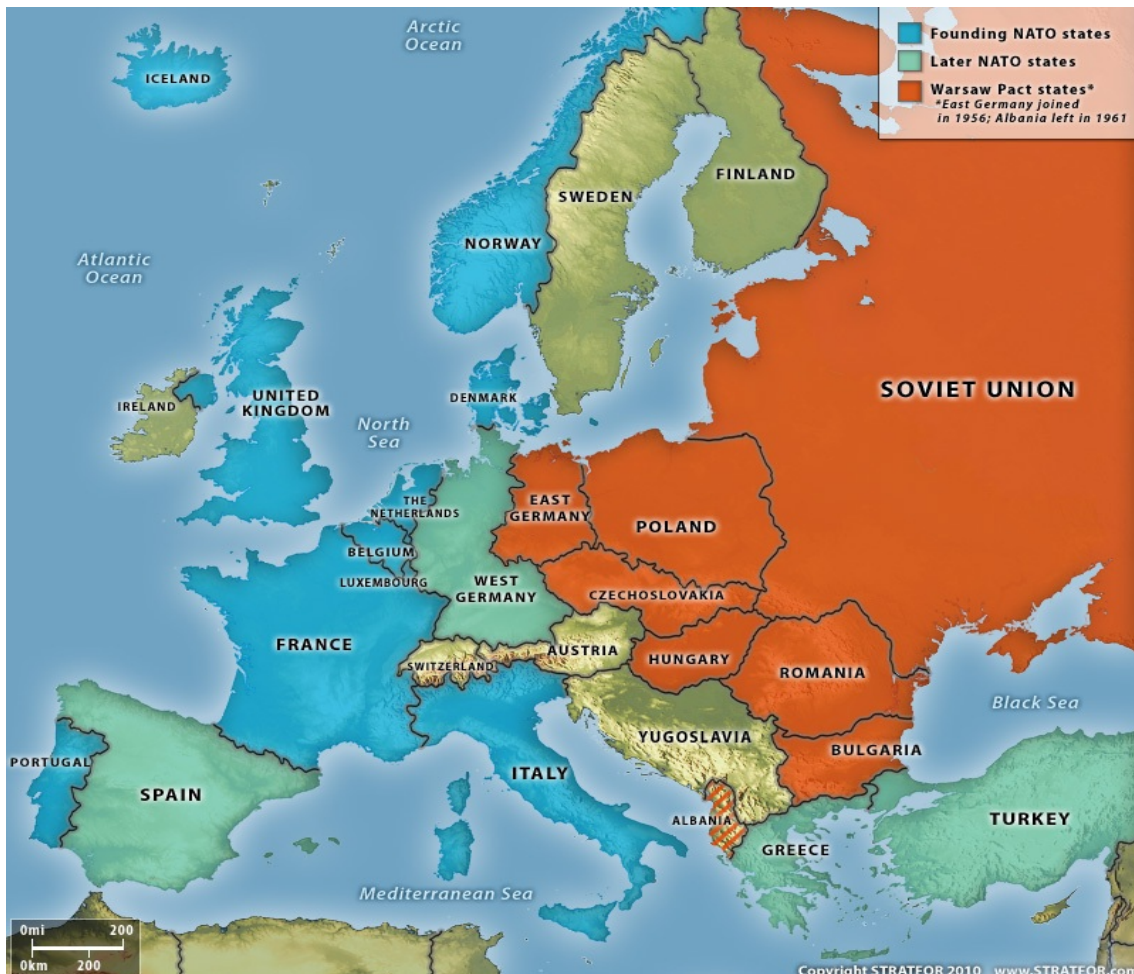 Arctic
Ocean
Founding NATO states
Later NATO states
Warsaw Pact states*
*East Germany joined
in 1956; Albania left in 1961
ICELAND
FINLAND
SWEDEN
NORWAY
Atlantic
Ocean
SOVIET UNION
UNITED
KINGDOM
IRELAND
DENMARK
North
Sea
THE
NETHERLANDS
EAST
GERMANY
POLAND
BELGIUM
LUXEMBOURG
WEST
GERMANY
CZECHOSLOVAKIA
FRANCE
SWITZERLAND
AUSTRIA
HUNGARY
ROMANIA
Black Sea
YUGOSLAVIA
BULGARIA
PORTUGAL
SPAIN
ITALY
ALBANIA
GREECE
TURKEY
Mediterranean Sea
0mi 200
0km 200
Copyright STRATFOR 2010 www.STRATFOR.com